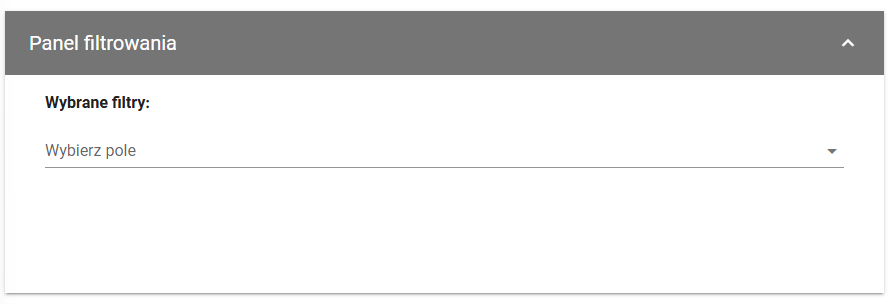 Panel filtrowania
Wybrane filtry:
Wybierz pole